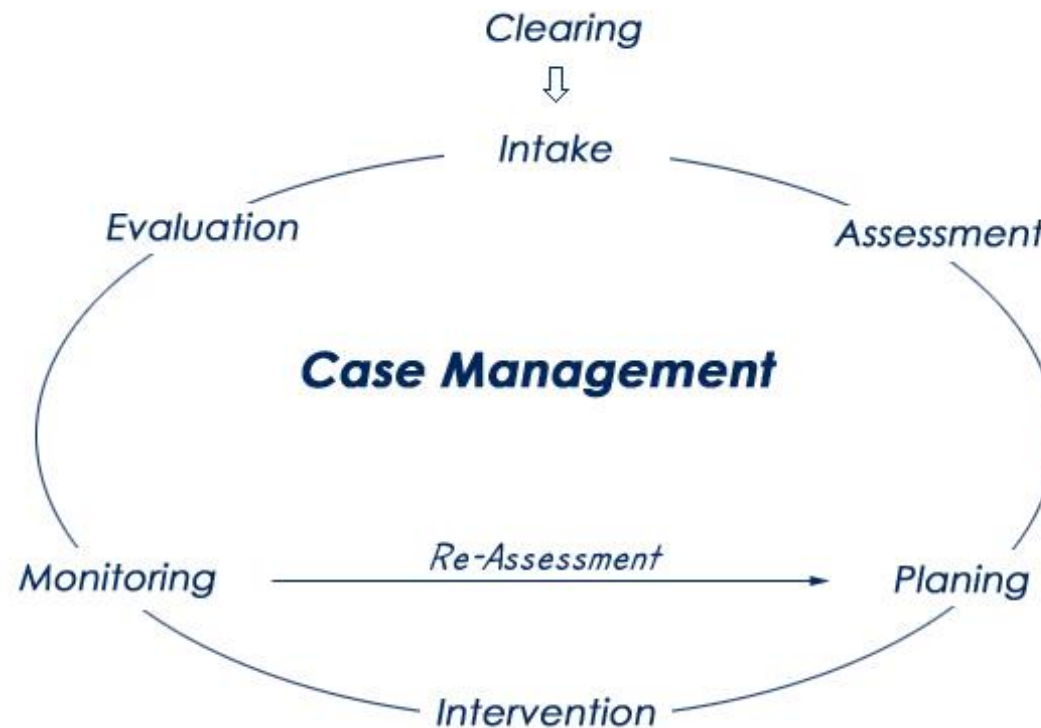 Clearing
Intake
Evaluation
Assessment
Case Management
Re-Assessment
Monitoring
Planing
Intervention